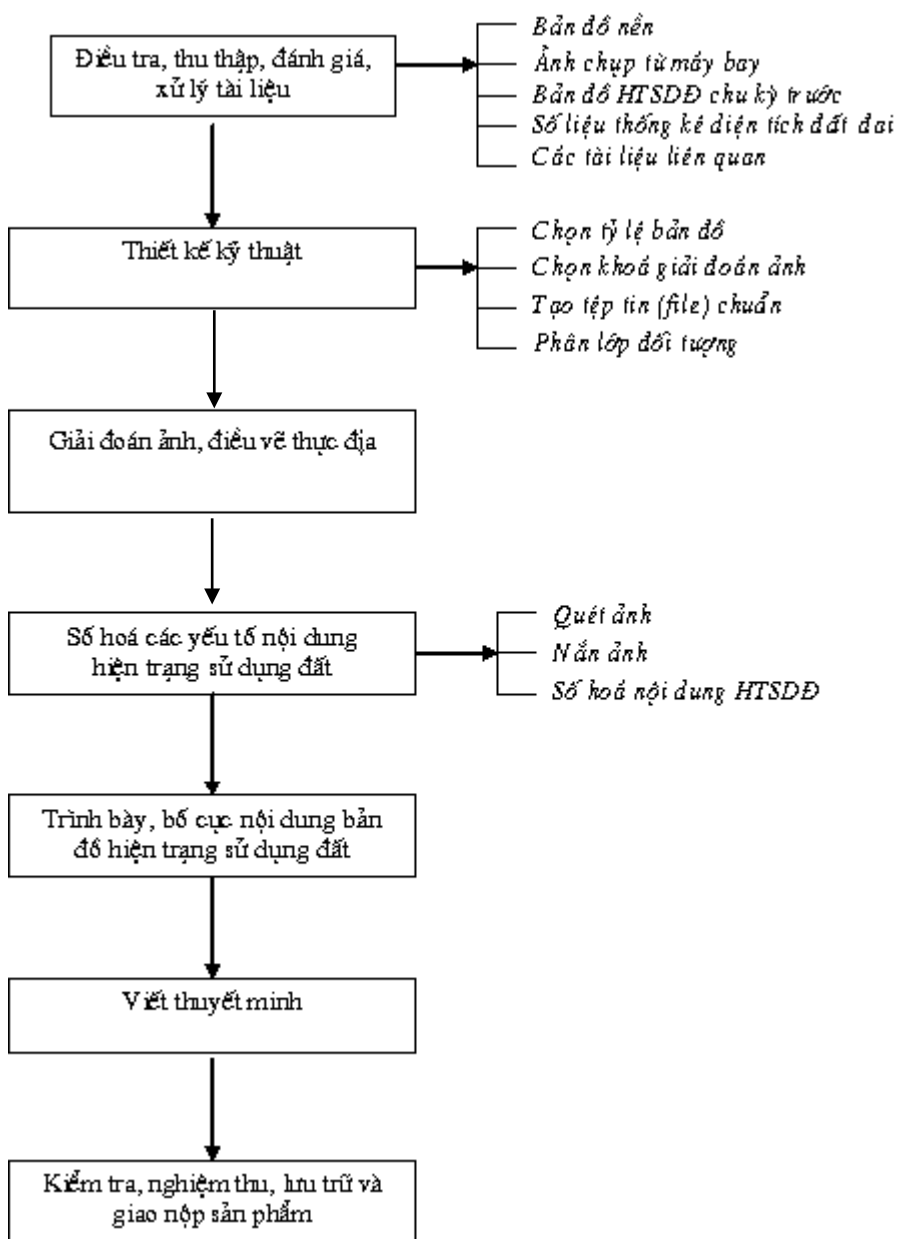 Điều tra, thu thập, đánh giá,
xử lý tài liệu
Bản đồ nền
Ảnh chụp từ máy bay
Bản đồ HTSDĐ chu kỳ trước
Số liệu thống kê diện tích đất đai
Các tài liệu liên quan
Thiết kế kỹ thuật
Chọn tỷ lệ bản đồ
Chọn khoá giải đoán ảnh
Tạo tệp tin (file) chuẩn
Phân lớp đối tượng
Giải đoán ảnh, điều vẽ thực địa
Số hoá các yếu tố nội dung
hiện trạng sử dụng đất
Quét ảnh
Nắn ảnh
Số hoá nội dung HTSDĐ
Trình bày, bố cục nội dung bản
đồ hiện trạng sử dụng đất
Viết thuyết minh
Kiểm tra, nghiệm thu, lưu trữ và
giao nộp sản phẩm